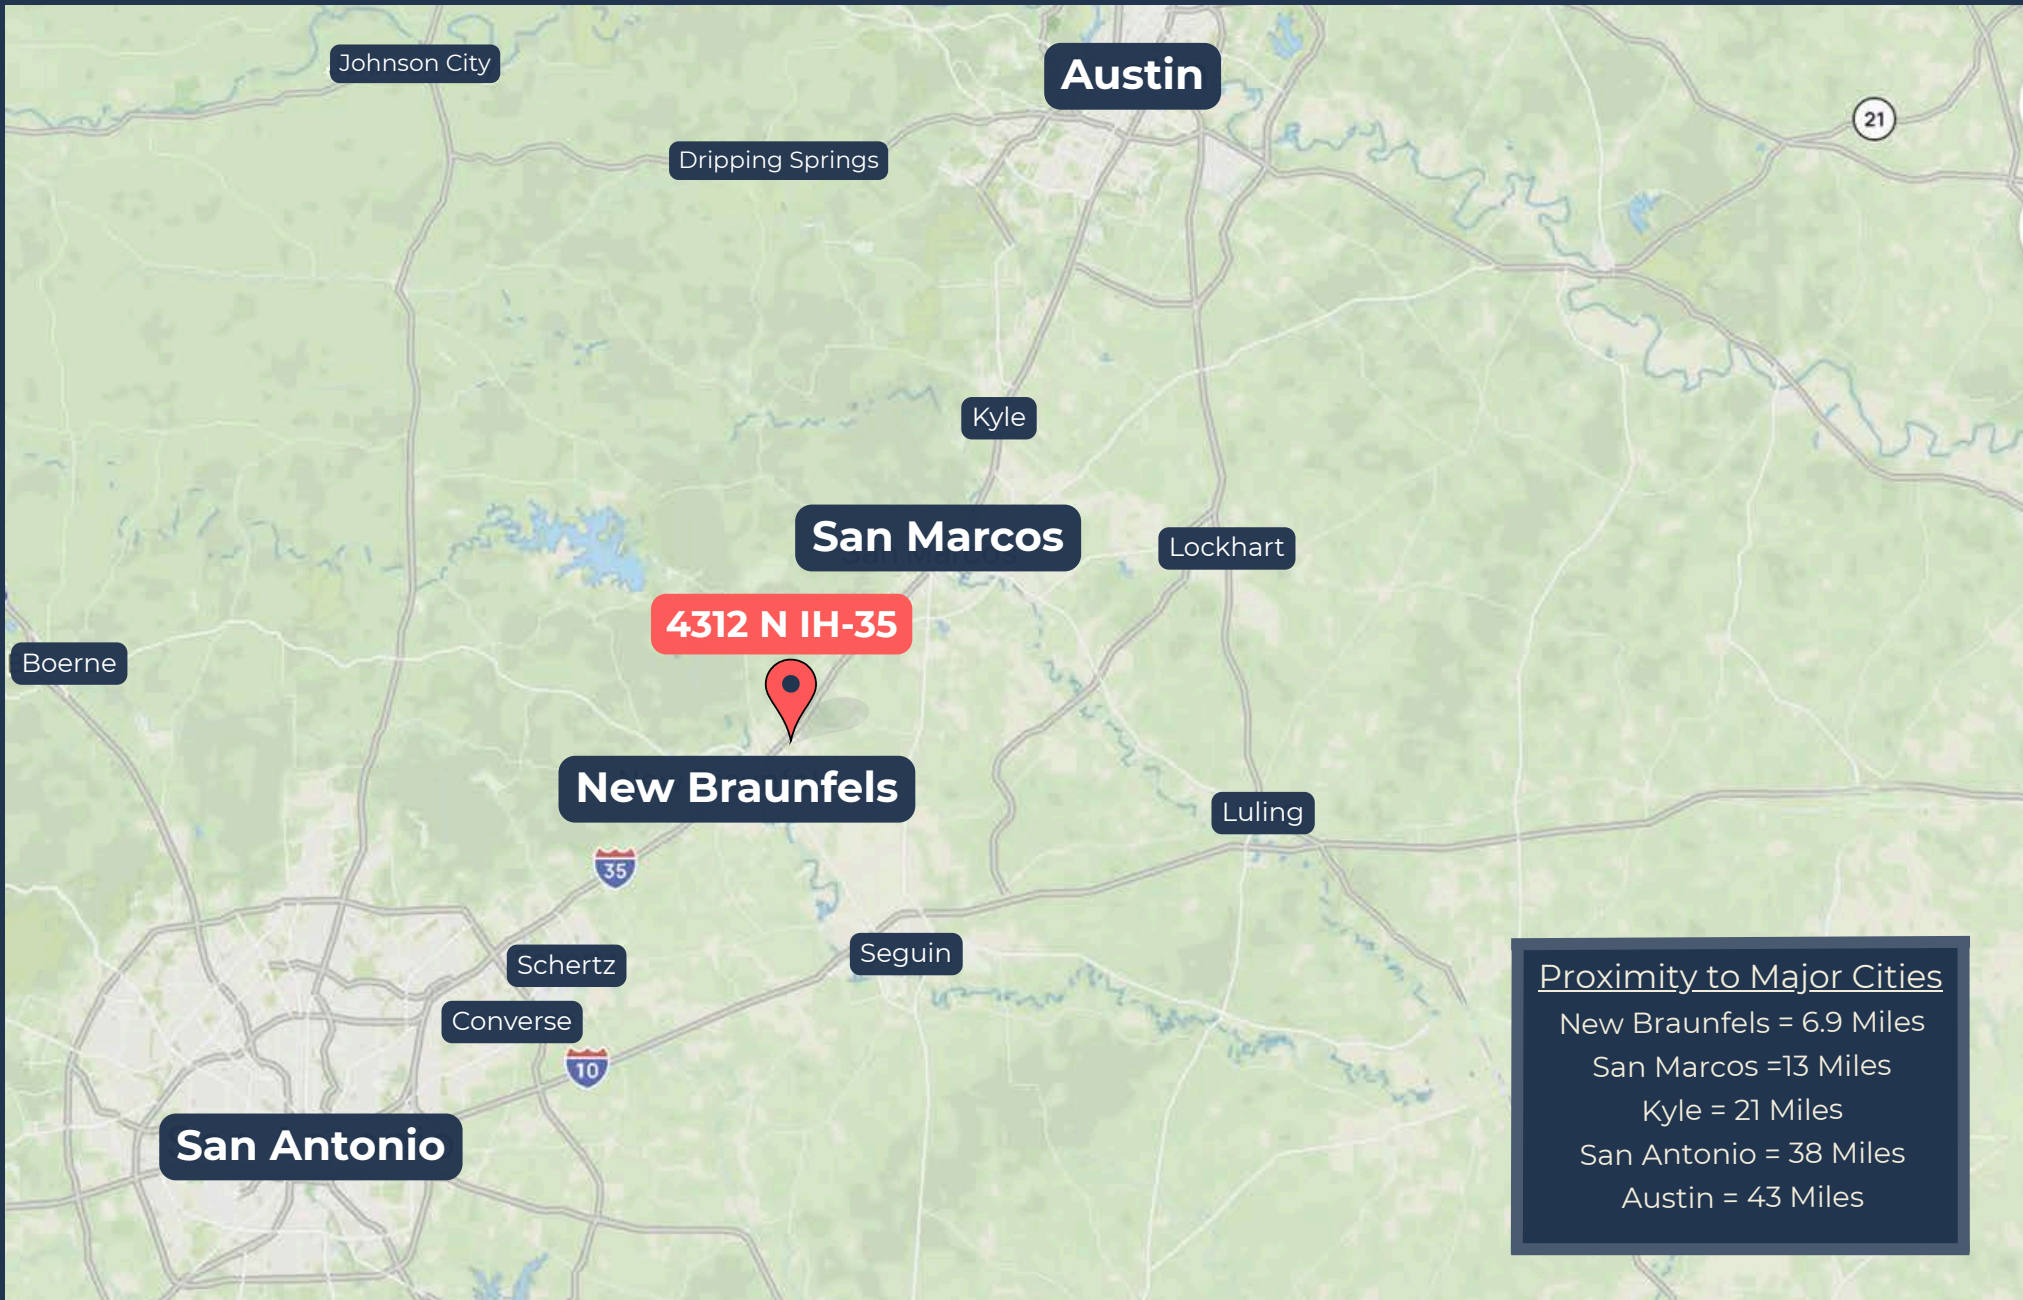 Johnson City
Austin
21
Dripping Springs
Kyle
San Marcos
Lockhart
4312 N IH-35
Boerne
New Braunfels
Luling
35
Seguin
Schertz
Converse
10
San Antonio
Proximity to Major Cities
New Braunfels = 6.9 Miles
San Marcos =13 Miles
Kyle = 21 Miles
San Antonio = 38 Miles
Austin = 43 Miles